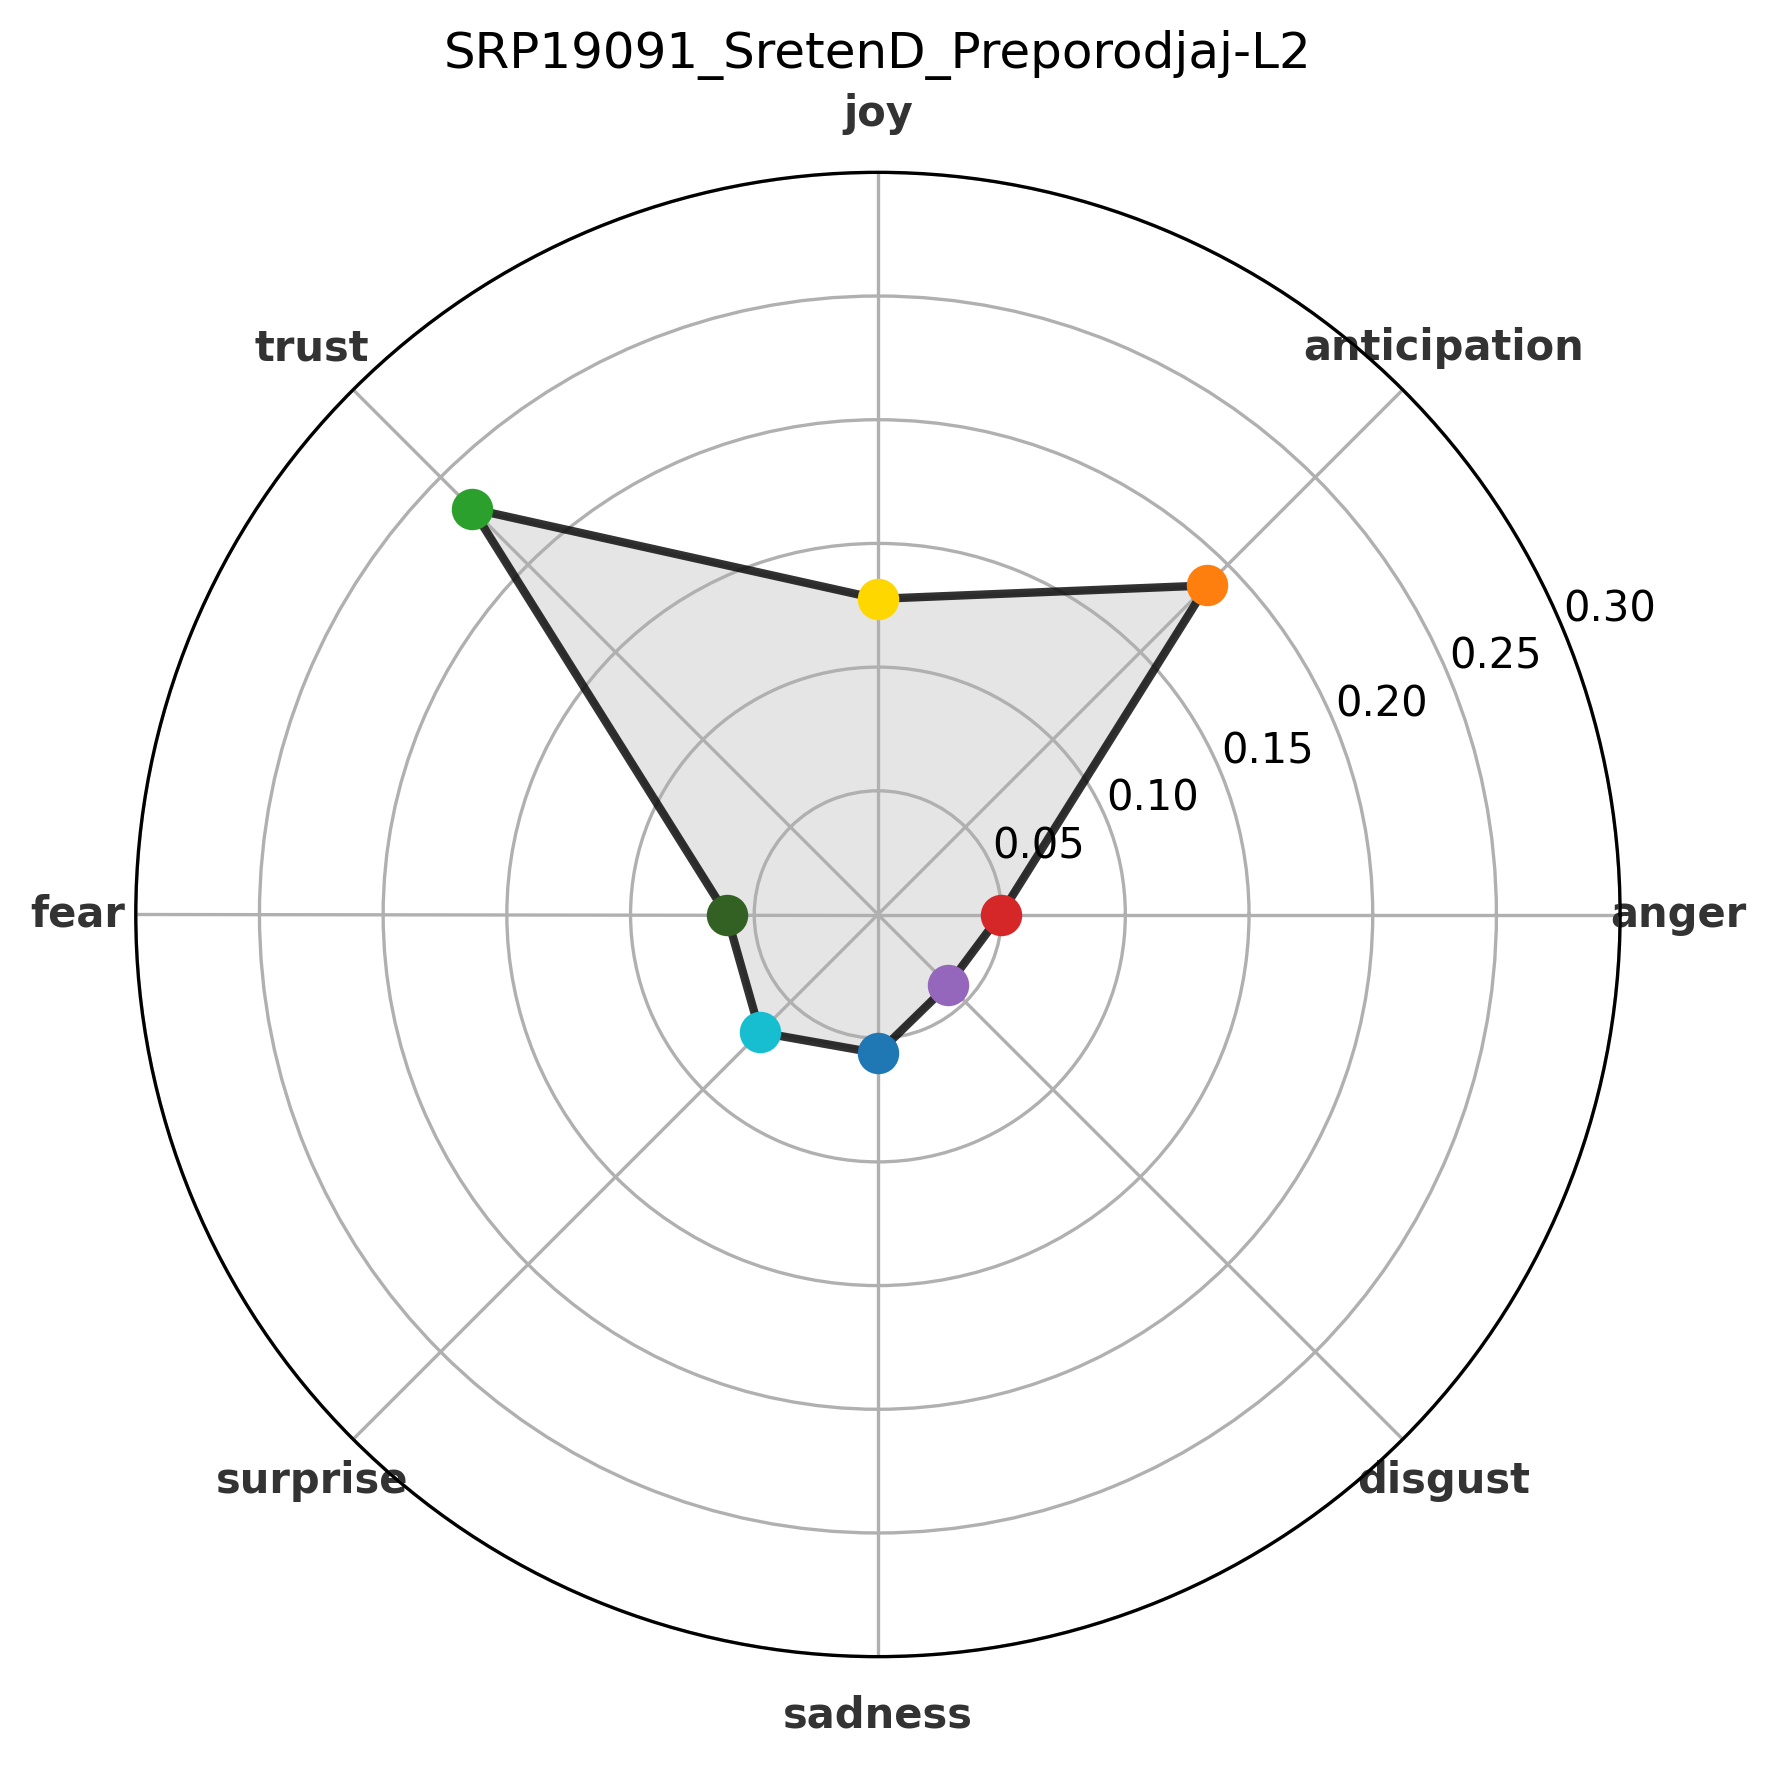 SRP19091_SretenD_Preporodjaj-L2
joy
trust
anticipation
0.30
0.25
0.20
0.15
0.10
0.05
fear
anger
surprise
disgust
sadness